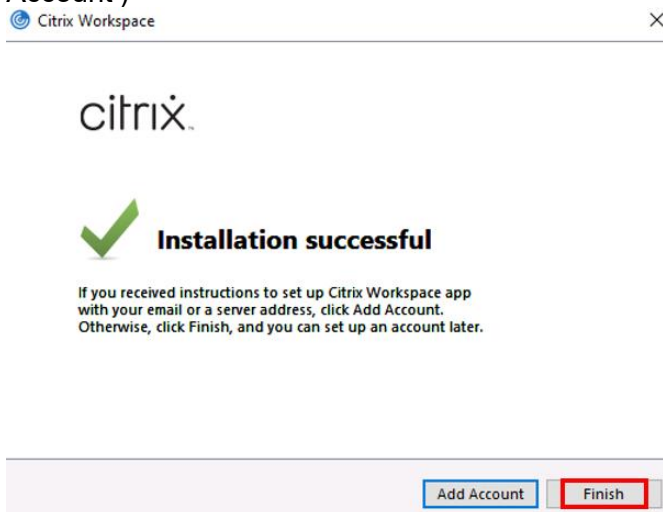 Account )
Citrix Workspace
citrix
Installation successful
If you received instructions to set up Citrix Workspace app
with your email or a server address, click Add Account.
Otherwise, click Finish, and you can set up an account later.
Add Account
Finish